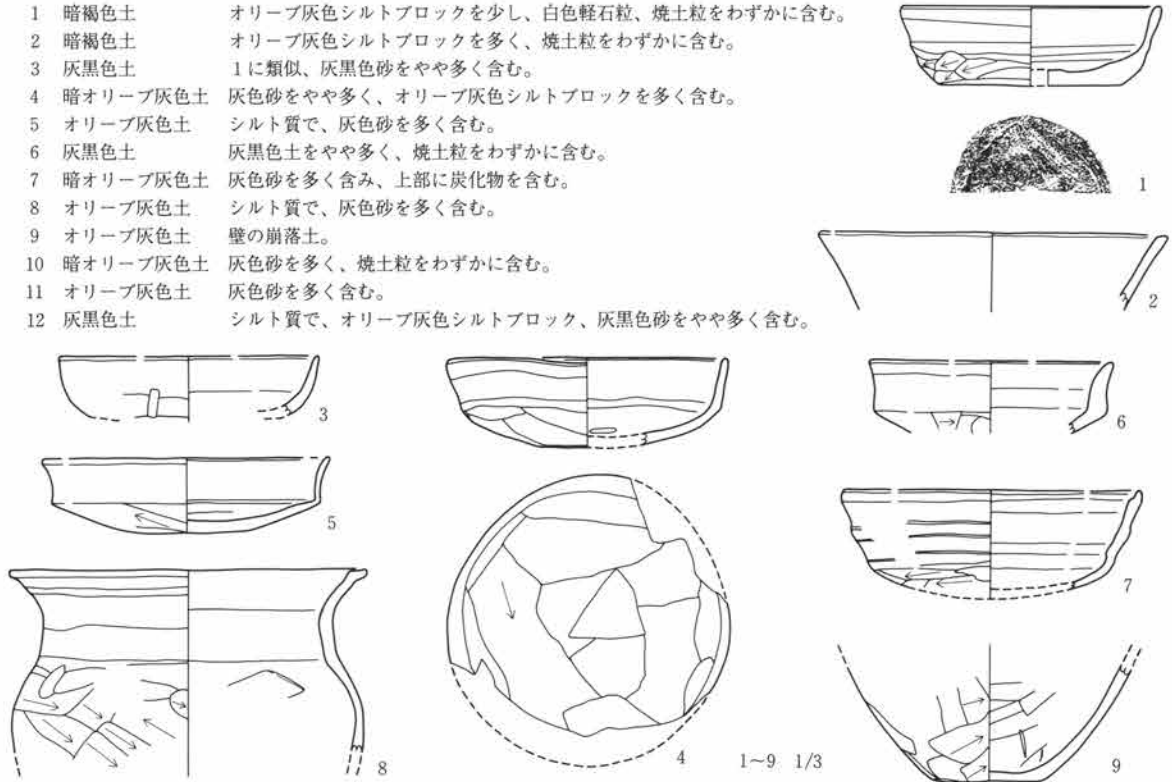 1 暗褐色土 オリーブ灰色シルトブロックを少し、白色軽石粒、焼土粒をわずかに含む。
2 暗褐色土 オリーブ灰色シルトブロックを多く、焼土粒をわずかに含む。
3 灰黒色土 1に類似、灰黒色砂をやや多く含む。
4 暗オリーブ灰色土 灰色砂をやや多く、オリーブ灰色シルトブロックを多く含む。
5 オリーブ灰色土 シルト質で、灰色砂を多く含む。
6 灰黒色土 灰黒色土をやや多く、焼土粒をわずかに含む。
7 暗オリーブ灰色土 灰色砂を多く含み、上部に炭化物を含む。
8 オリーブ灰色土 シルト質で、灰色砂を多く含む。
9 オリーブ灰色土 壁の崩落土。
10 暗オリーブ灰色土 灰色砂を多く、焼土粒をわずかに含む。
11 オリーブ灰色土 灰色砂を多く含む。
12 灰黒色土 シルト質で、オリーブ灰色シルトブロック、灰黒色砂をやや多く含む。
1
2
3
6
5
7
8
4
1~9 1/3
9